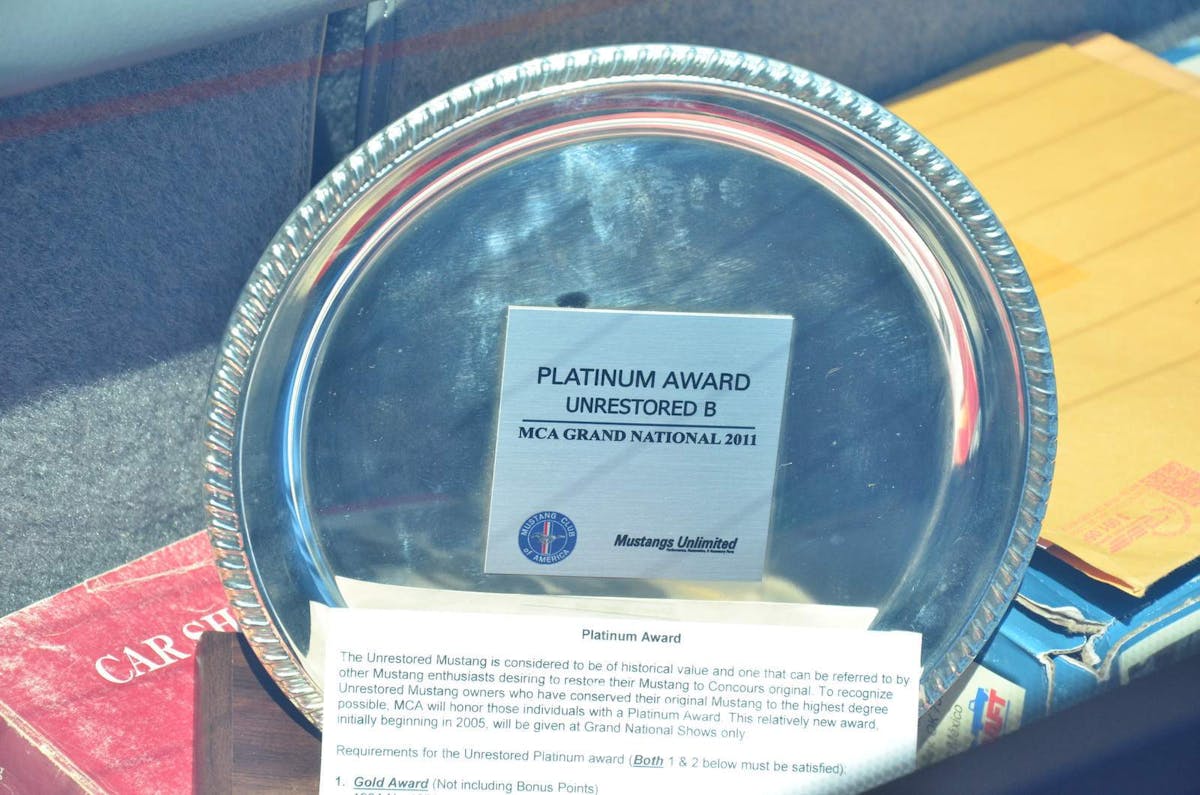 PLATINUM AWARD
UNRESTORED B
MCA GRAND NATIONAL 2011
MUSTANG CLUB
of AMERICA
Mustangs Unlimited
CAR SH
Platinum Award
The Unrestored Mustang is considered to be of historical value and one that can be referred to by
other Mustang enthusiasts desiring to restore their Mustang to Concours original. To recognize
Unrestored Mustang owners who have conserved their original Mustang to the highest degree
possible, MCA will honor those individuals with a Platinum Award. This relatively new award,
initially beginning in 2005, will be given at Grand National Shows only
Requirements for the Unrestored Platinum award (Both 1 & 2 below must be satisfied):
1. Gold Award (Not including Bonus Points)
México